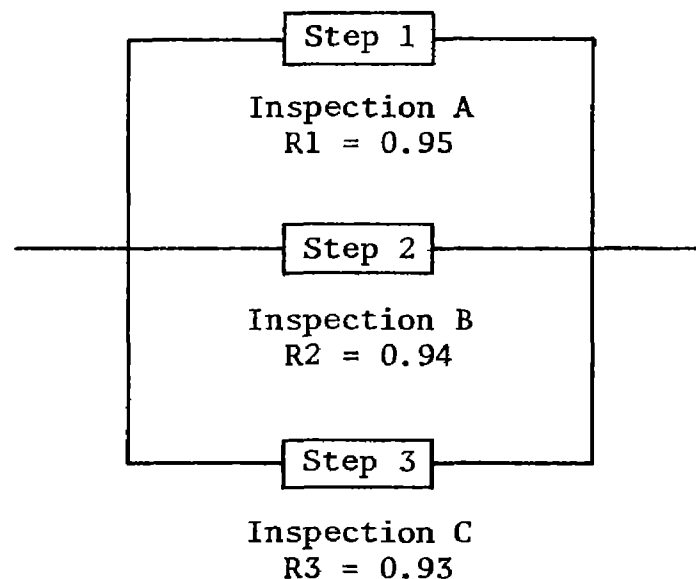 Step 1
Inspection A
R1 = 0.95
Step 2
Inspection B
R2 = 0.94
Step 3
Inspection C
R3 = 0.93